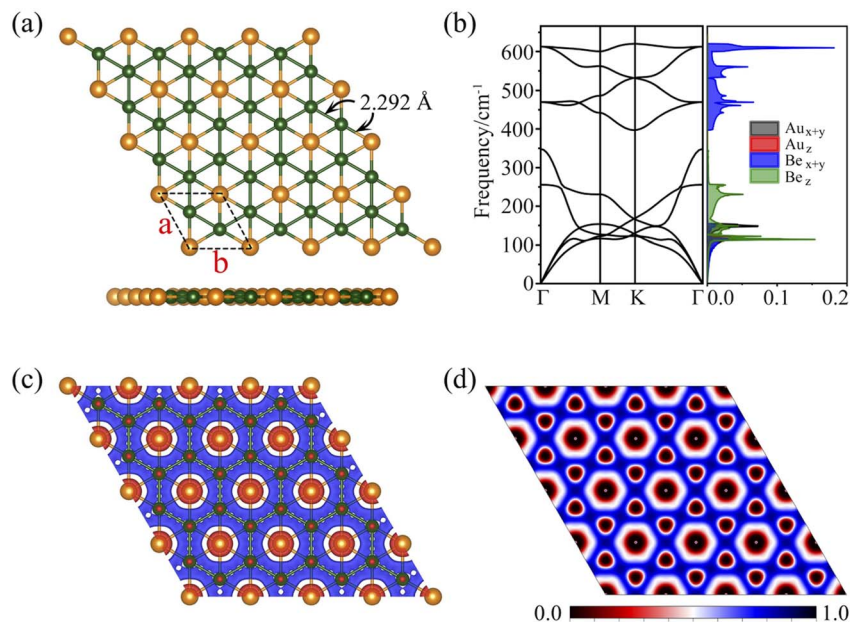 (a)
2.292 Å
a
b
(b)
Frequency/cm⁻¹
600
500
400
300
200
150
100
0
Γ
M
K
Γ
0.0
0.1
0.2
Au x+y
Au z
Be x+y
Be z
(c)
(d)
0.0
1.0